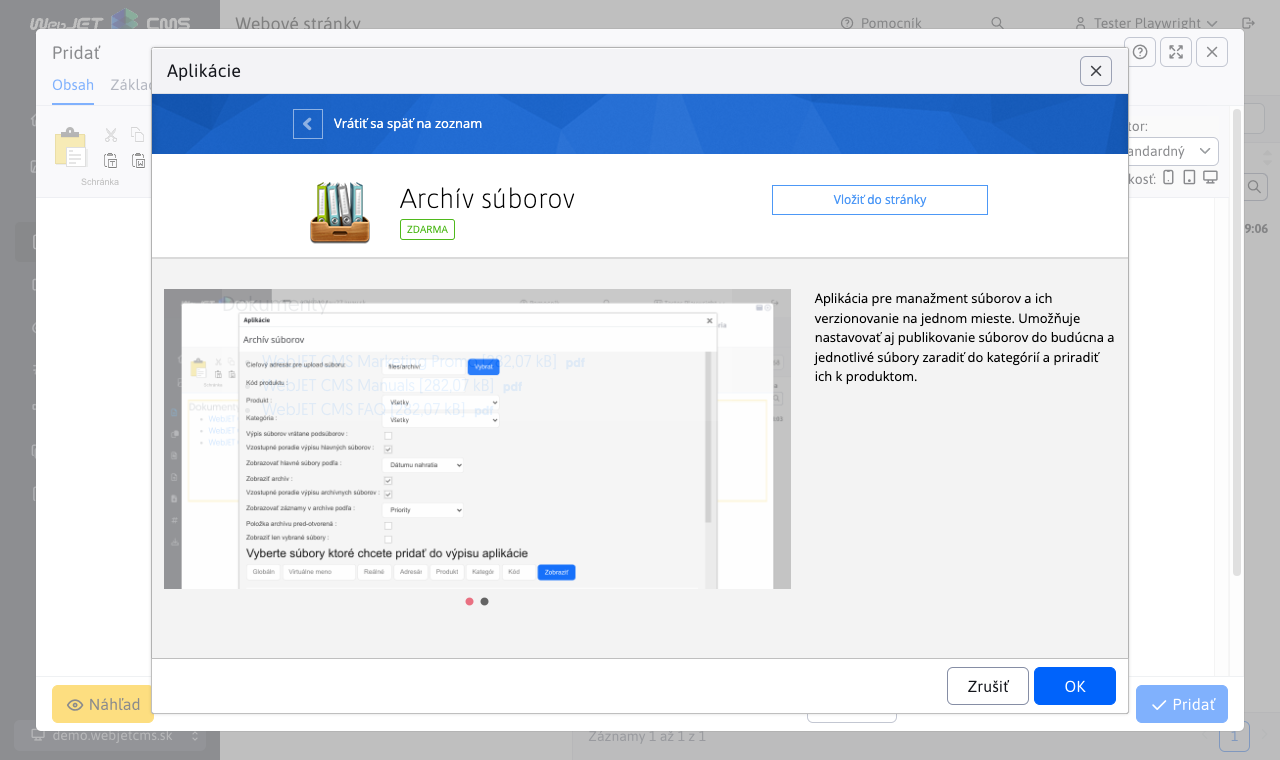 WebJET CMS
Webové stránky
Pomocník
Tester Playwright
Pridať
Obsah
Základ
Aplikácie
Vrátiť sa späť na zoznam
Schránka
tor:
andardný
kosť:
9:06
Archív súborov
ZDARMA
Vložiť do stránky
Dokumenty
Aplikácie
Archív súborov
Cieľový adresár pre upload súboru:
files/archiv/
Vybrať
WebJET CMS Marketing Promo [282.07 kB] pdf
Kód produktu :
WebJET CMS Manuals [282,07 kB] pdf
Produkt :
Všetky
WebJET CMS FAQ [282.07 kB] pdf
Kategória :
Všetky
Výpis súborov vrátane podsúborov :
Vzostupné poradie výpisu hlavných súborov :
Zobrazovať hlavné súbory podľa :
Dátumu nahratia
Zobraziť archív :
Vzostupné poradie výpisu archívnych súborov :
Zobrazovať záznamy v archíve podľa :
Priority
Položka archívu pred-otvorená :
Zobraziť len vybrané súbory :
Vyberte súbory ktoré chcete pridať do výpisu aplikácie
Globáln
Virtuálne meno
Reálne
Adresár
Produkt
Kategóri
Kód
Zobraziť
Aplikácia pre manažment súborov a ich
verzionovanie na jednom mieste. Umožňuje
nastavovať aj publikovanie súborov do budúcna a
jednotlivé súbory zaradiť do kategórií a priradiť
ich k produktom.
Zrušiť
OK
Náhľad
Pridať
demo.webjetcms.sk
Záznamy 1 až 1 z 1
1